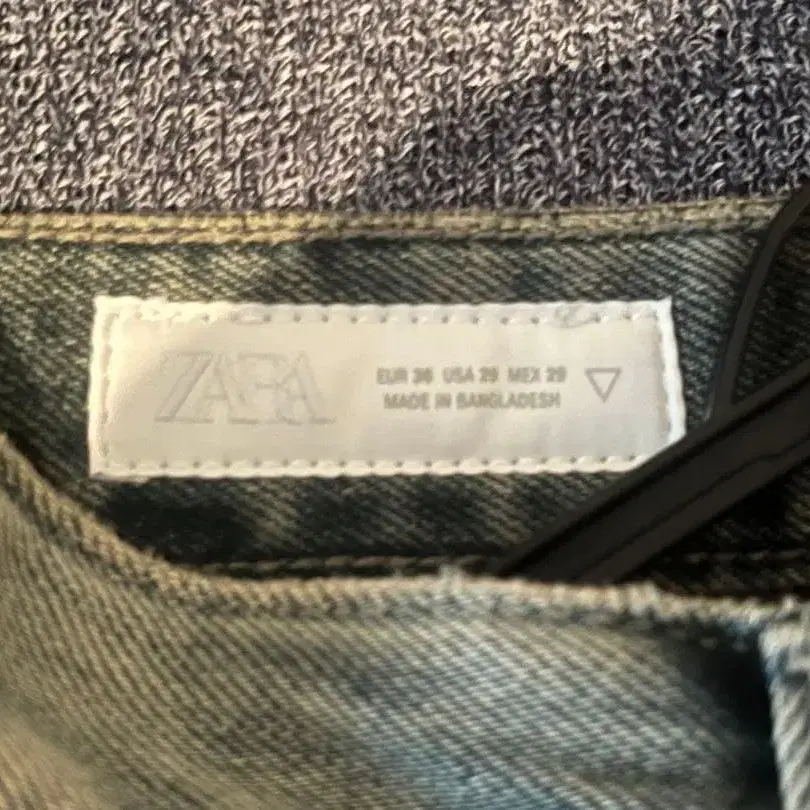 ZARA
EUR 38 USA 29 MEX 29
MADE IN BANGLADESH